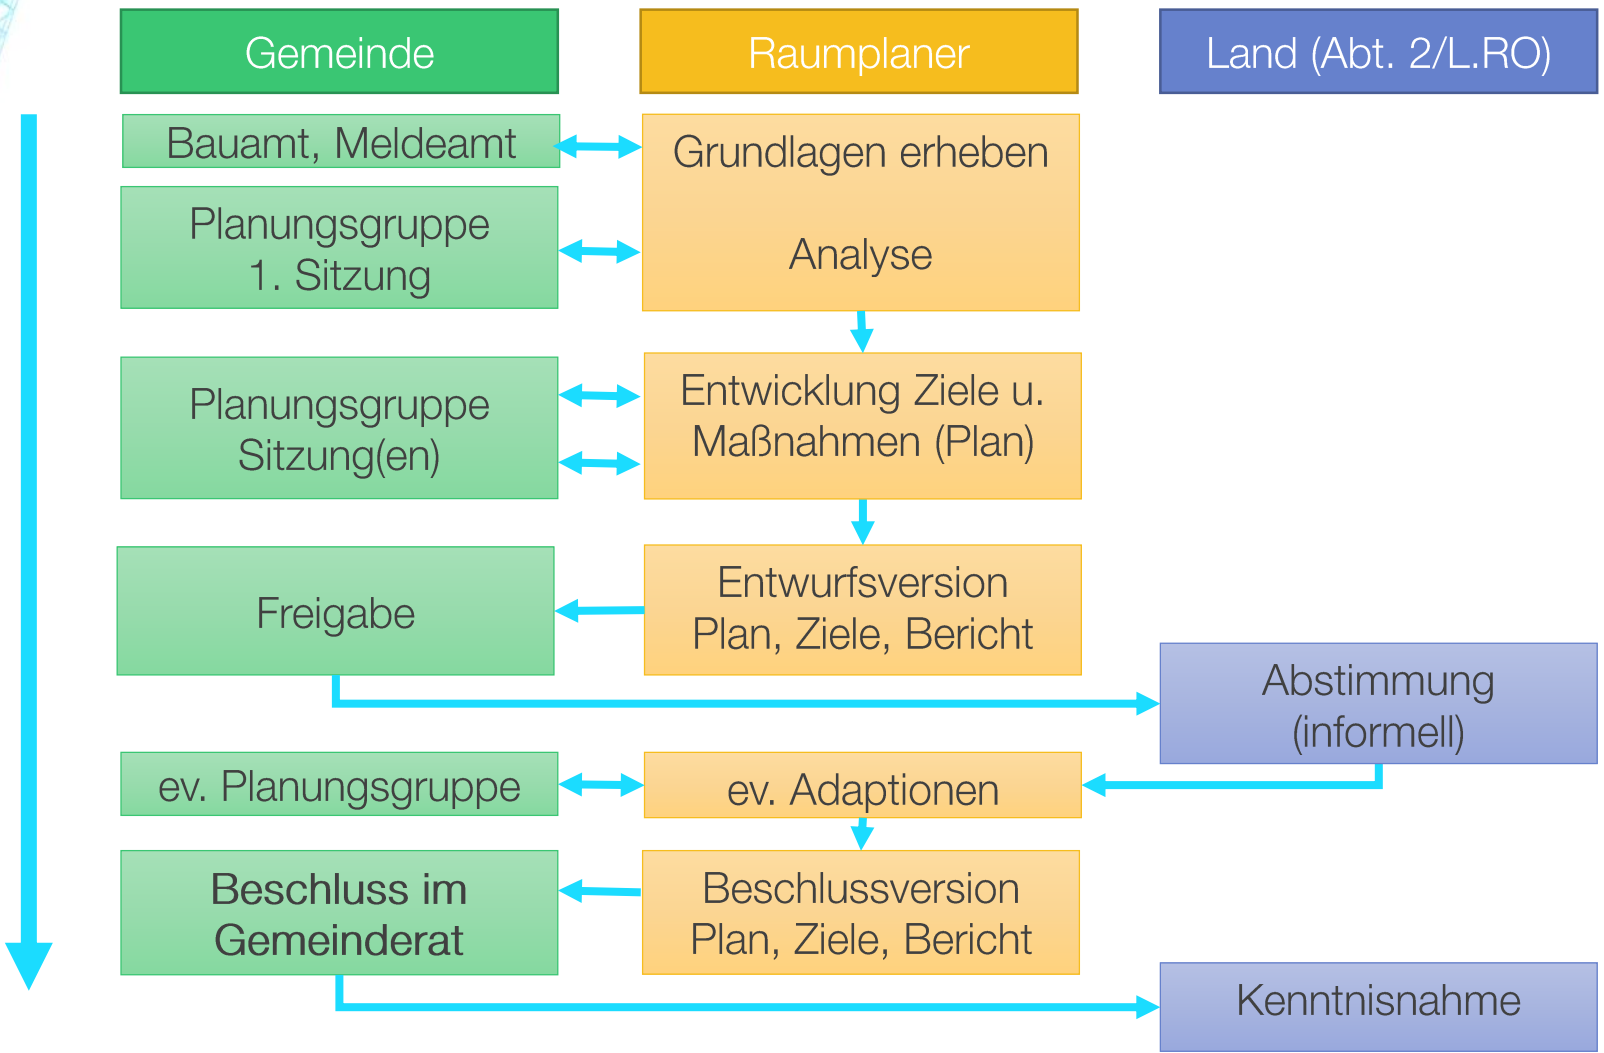 Gemeinde
Raumplaner
Land (Abt. 2/L.RO)
Bauamt, Meldeamt
Grundlagen erheben
Planungsgruppe
1. Sitzung
Analyse
Planungsgruppe
Sitzung(en)
Entwicklung Ziele u.
Maßnahmen (Plan)
Freigabe
Entwurfsversion
Plan, Ziele, Bericht
Abstimmung
(informell)
ev. Planungsgruppe
ev. Adaptionen
Beschluss im
Gemeinderat
Beschlussversion
Plan, Ziele, Bericht
Kenntnisnahme